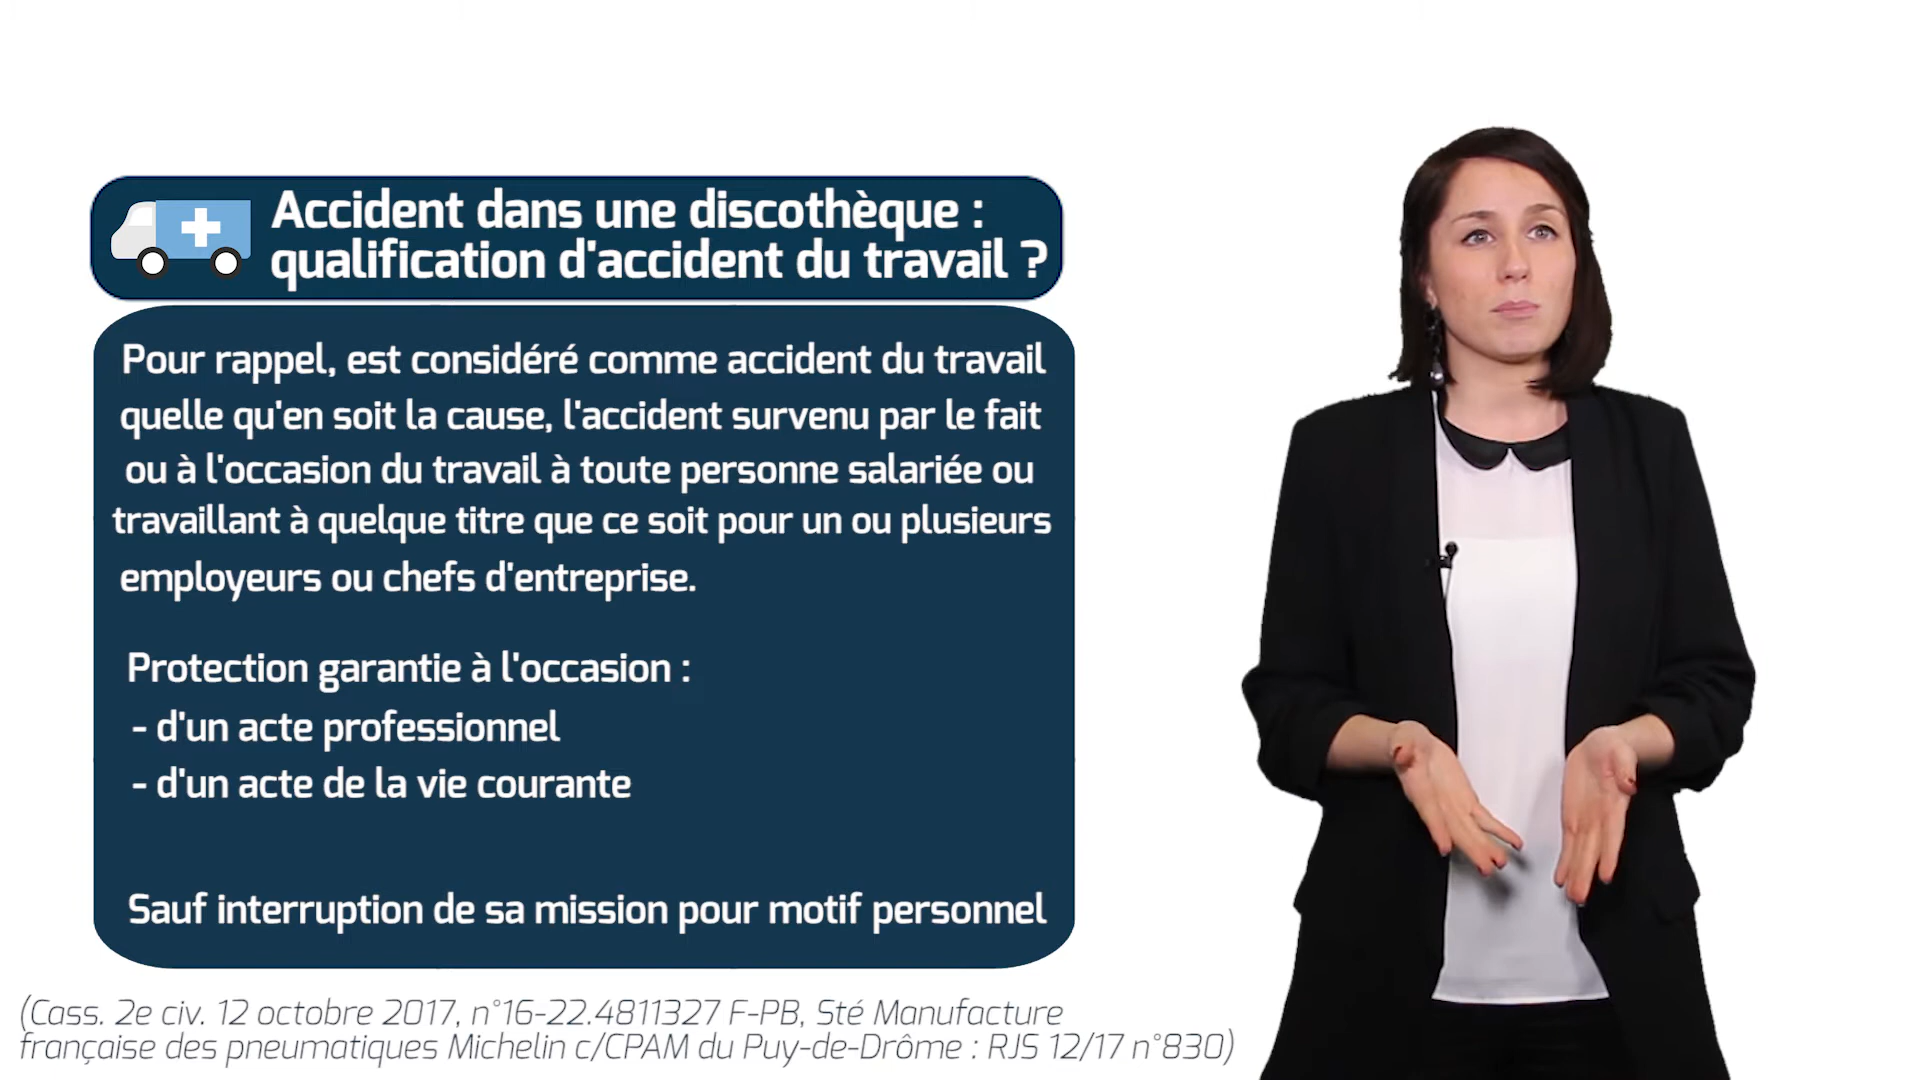 Accident dans une discothèque :
qualification d'accident du travail ?
Pour rappel, est considéré comme accident du travail
quelle qu'en soit la cause, l'accident survenu par le fait
ou à l'occasion du travail à toute personne salariée ou
travaillant à quelque titre que ce soit pour un ou plusieurs
employeurs ou chefs d'entreprise.
Protection garantie à l'occasion :
- d'un acte professionnel
- d'un acte de la vie courante
Sauf interruption de sa mission pour motif personnel
(Cass. 2e civ. 12 octobre 2017, n°16-22.4811327 F-PB, Sté Manufacture
française des pneumatiques Michelin c/CPAM du Puy-de-Drôme : RJS 12/17 n°830)